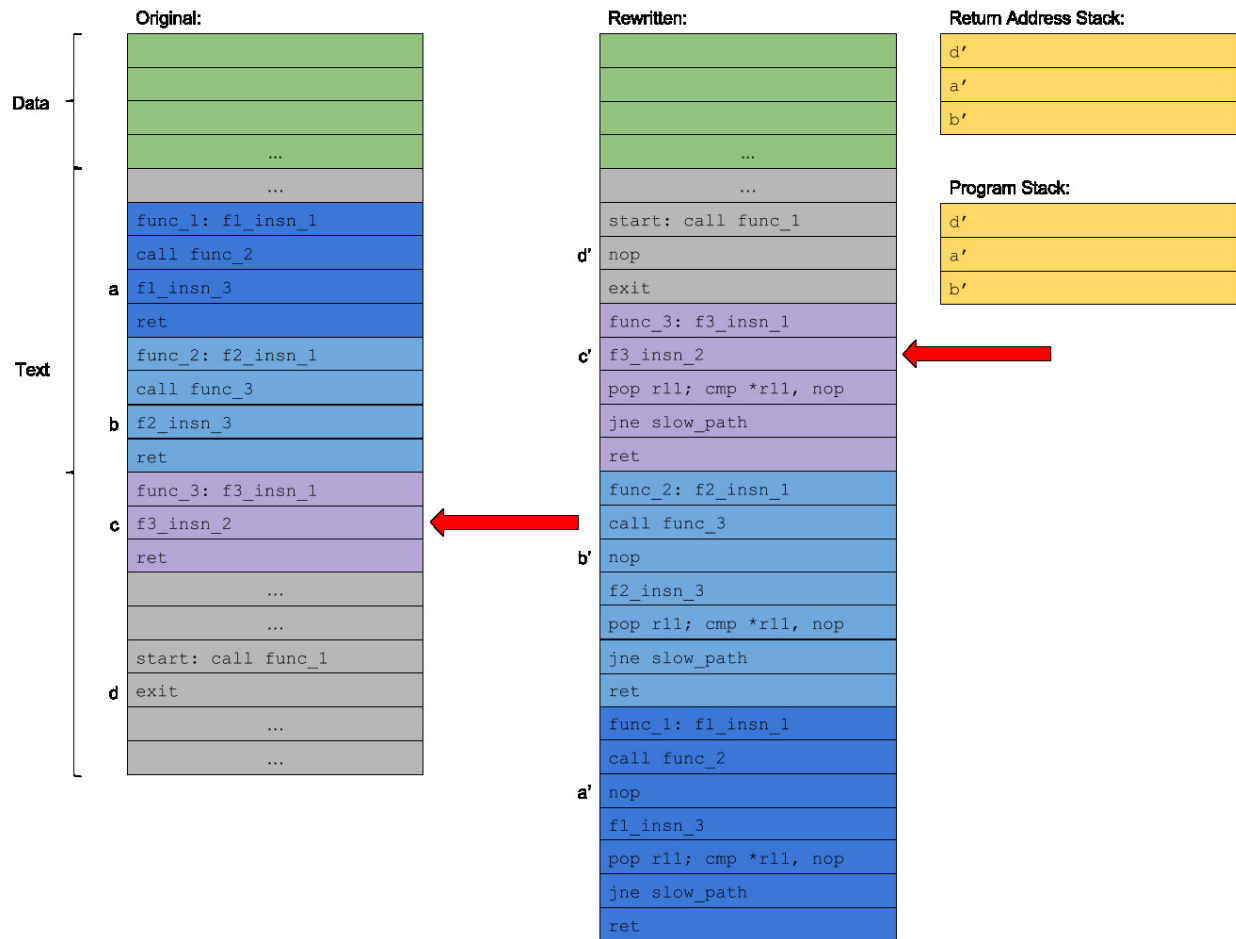 Original:
Data
...
...
func_1: f1_insn_1
call func_2
a f1_insn_3
ret
Text
func_2: f2_insn_1
call func_3
b f2_insn_3
ret
func_3: f3_insn_1
c f3_insn_2
ret
...
...
start: call func_1
d exit
...
...
Rewritten:
...
...
start: call func_1
d’ nop
exit
func_3: f3_insn_1
c’ f3_insn_2
pop r11; cmp *r11, nop
jne slow_path
ret
func_2: f2_insn_1
call func_3
b’ nop
f2_insn_3
pop r11; cmp *r11, nop
jne slow_path
ret
func_1: f1_insn_1
call func_2
a’ nop
f1_insn_3
pop r11; cmp *r11, nop
jne slow_path
ret
Return Address Stack:
d’
a’
b’
Program Stack:
d’
a’
b’